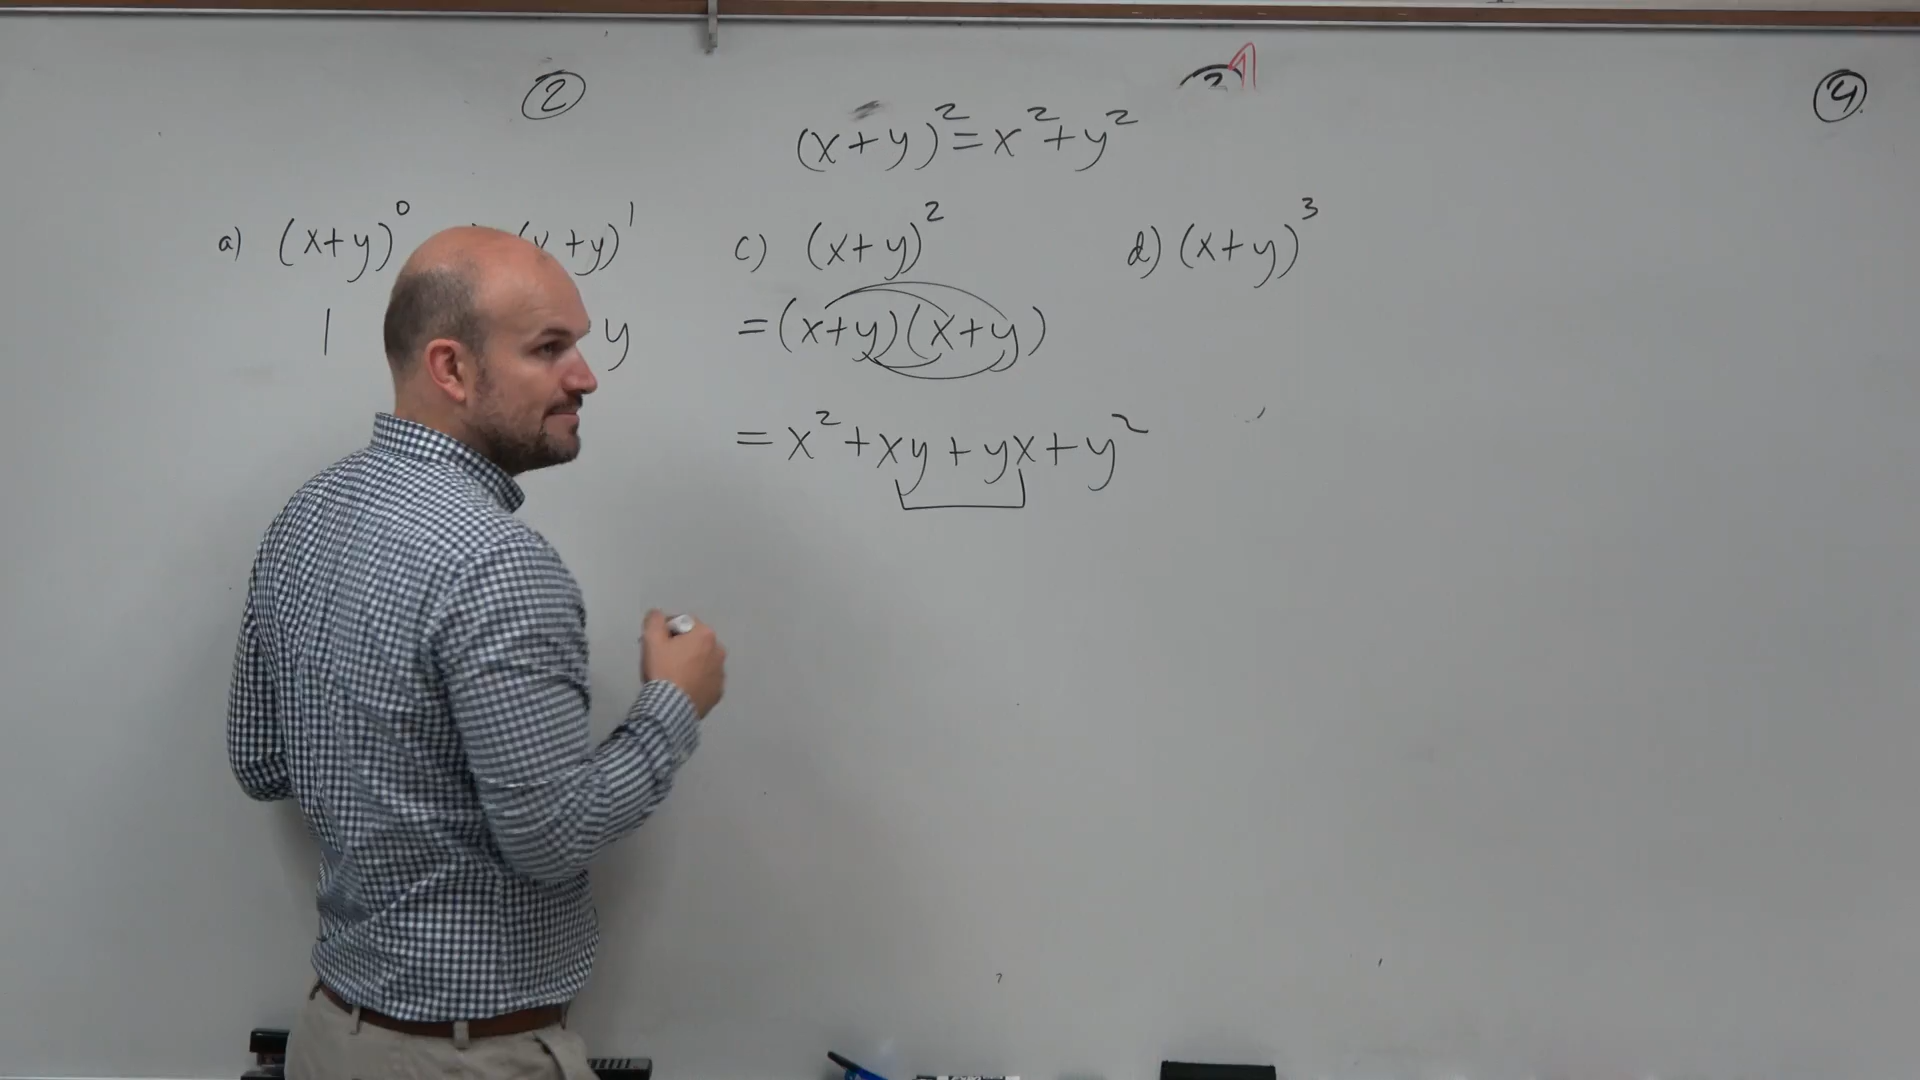 ②
④
(x+y)²=x²+y²
a) (x+y)⁰
+y)¹
c) (x+y)²
d) (x+y)³
1
y
=(x+y)(x+y)
=x²+xy+yx+y²